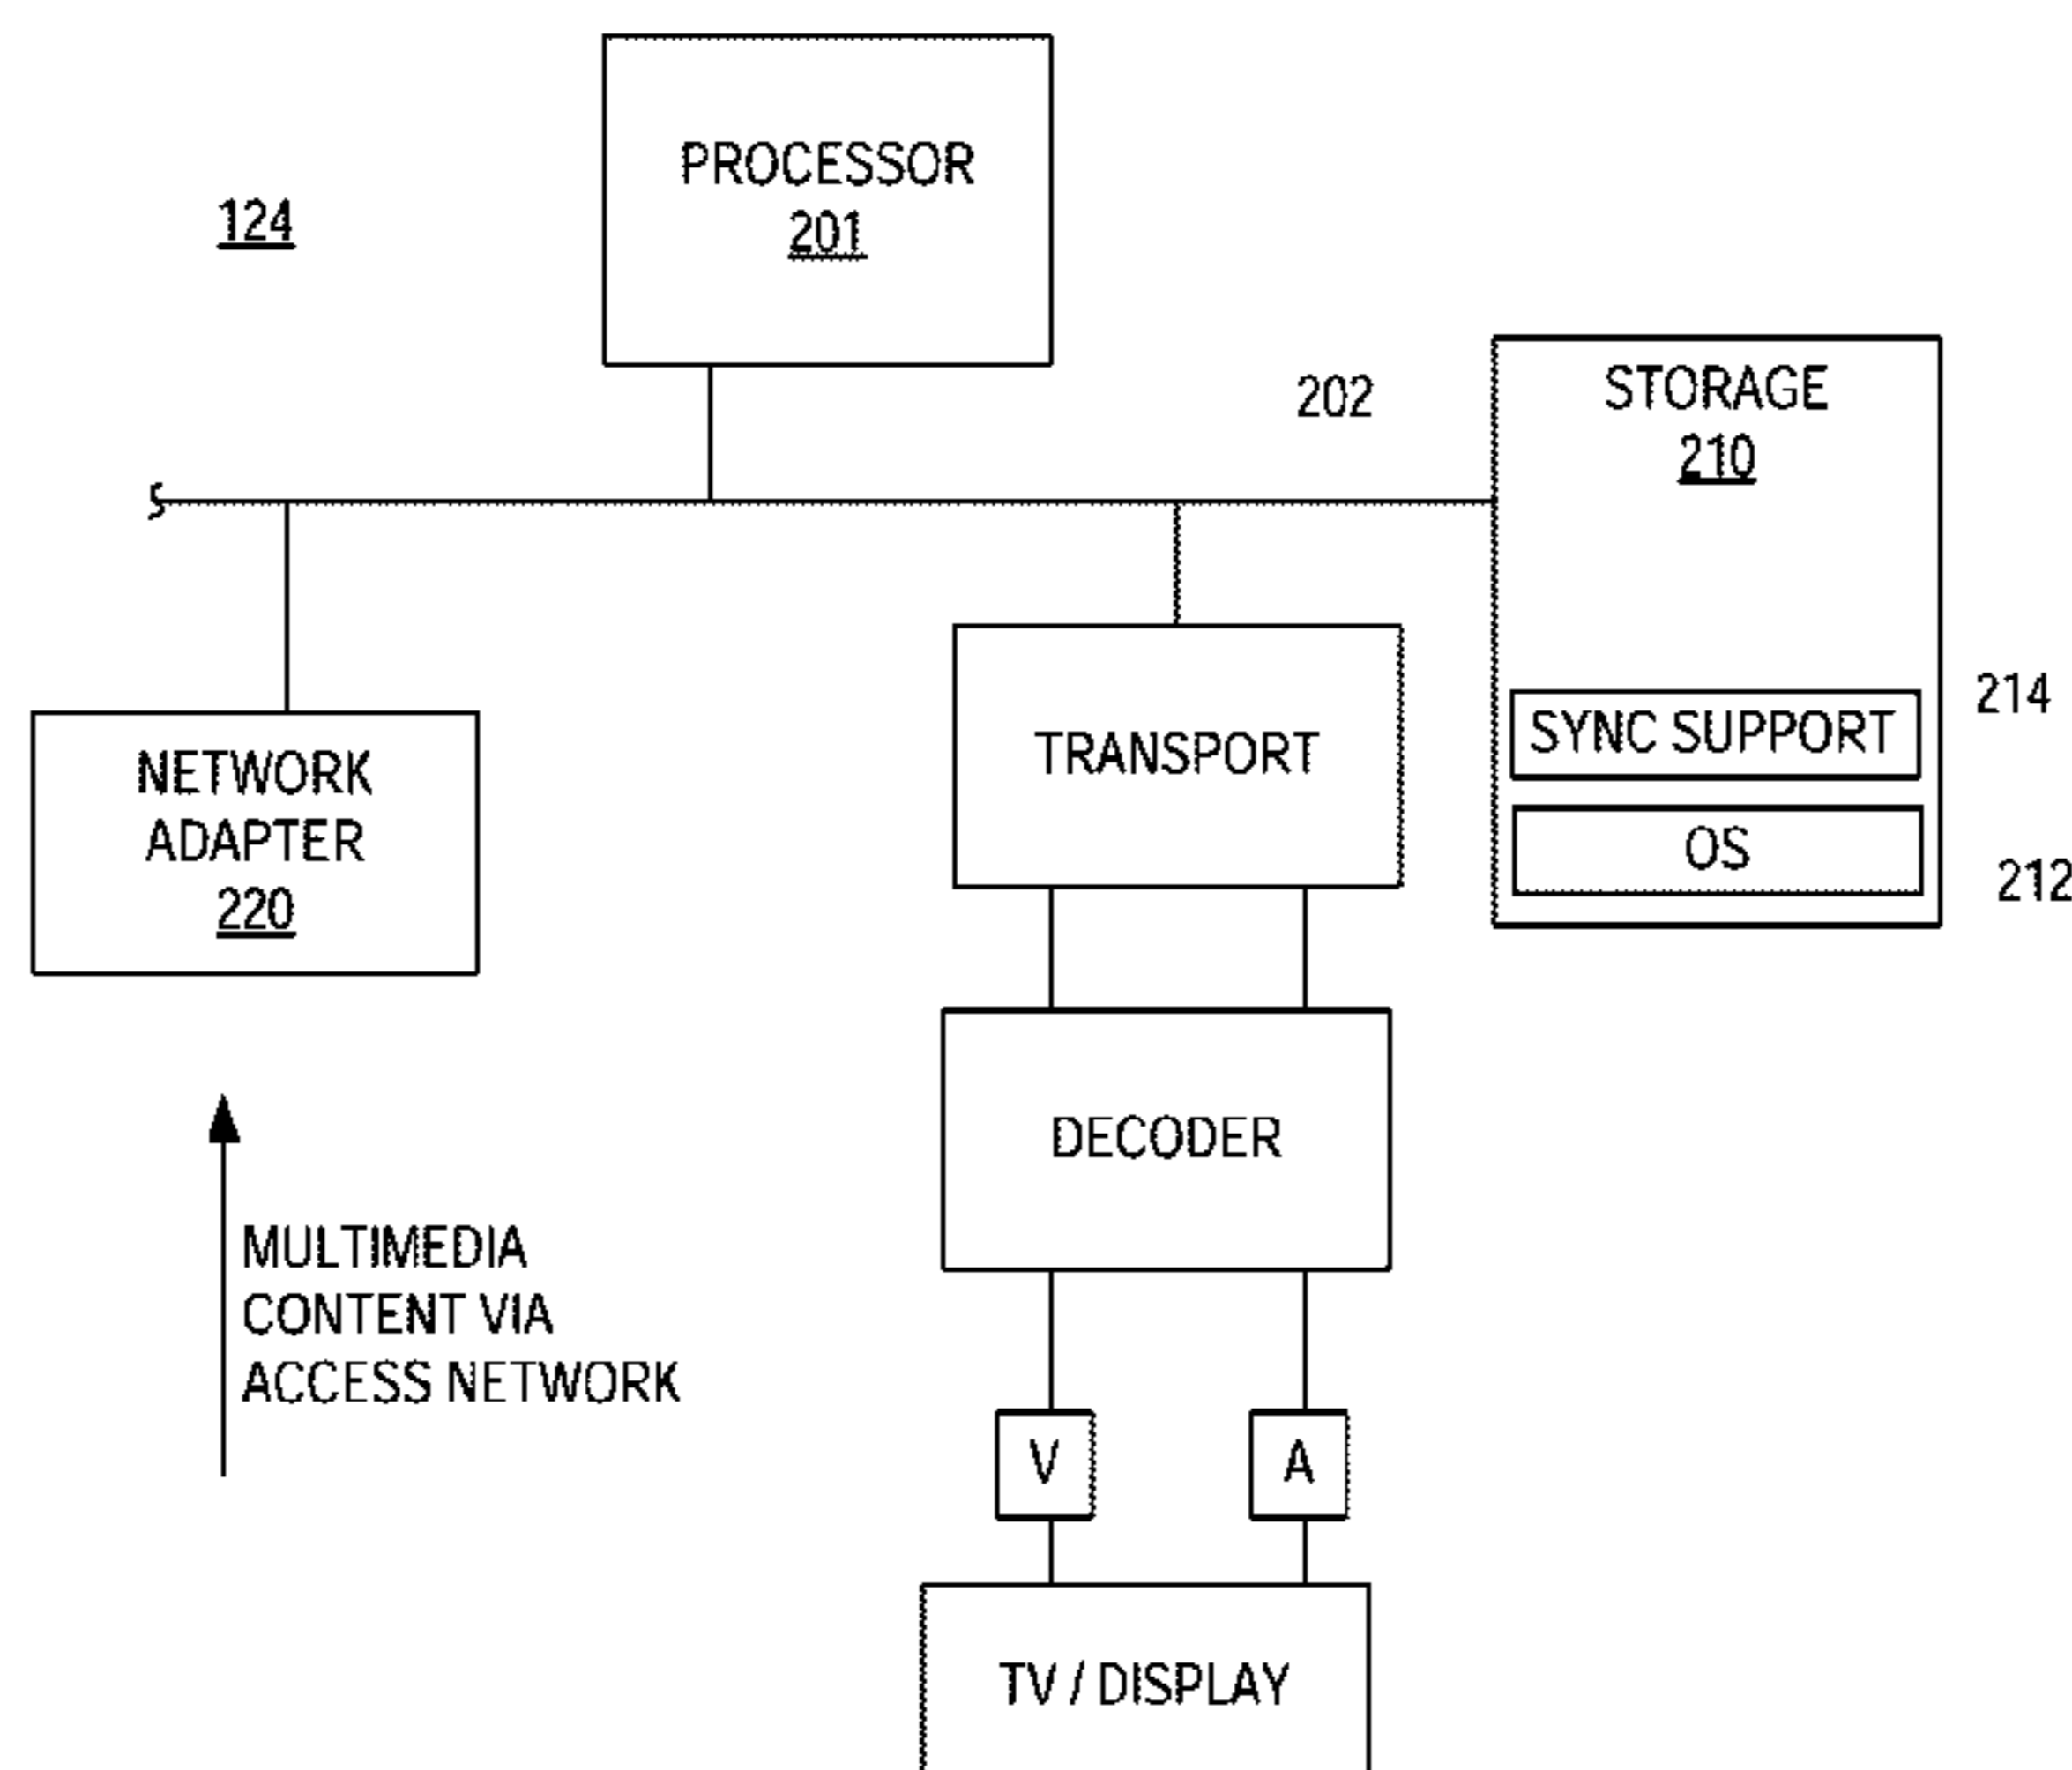 PROCESSOR
201
124
202
STORAGE
210
SYNC SUPPORT
214
OS
212
NETWORK
ADAPTER
220
TRANSPORT
DECODER
MULTIMEDIA
CONTENT VIA
ACCESS NETWORK
V
A
TV / DISPLAY